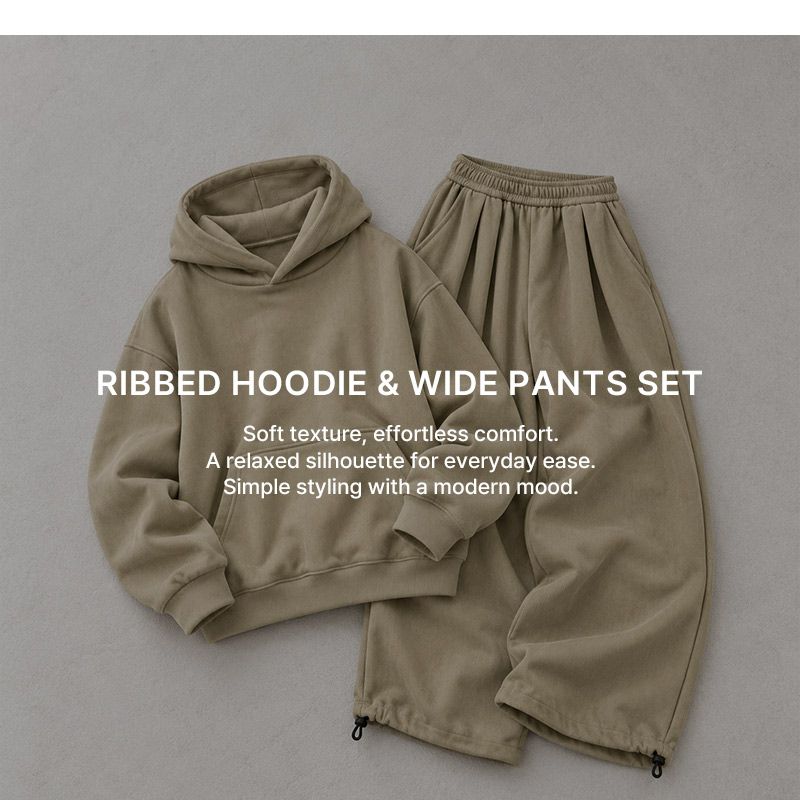 RIBBED HOODIE & WIDE PANTS SET
Soft texture, effortless comfort.
A relaxed silhouette for everyday ease.
Simple styling with a modern mood.